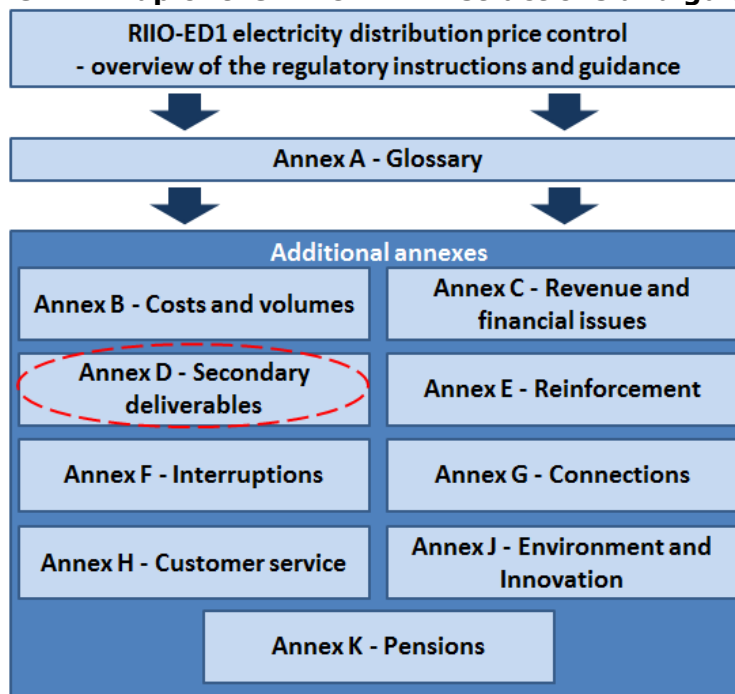 RIIO-ED1 electricity distribution price control
- overview of the regulatory instructions and guidance
Annex A - Glossary
Additional annexes
Annex B - Costs and volumes
Annex C - Revenue and
financial issues
Annex D - Secondary
deliverables
Annex E - Reinforcement
Annex F - Interruptions
Annex G - Connections
Annex H - Customer service
Annex J - Environment and
Innovation
Annex K - Pensions